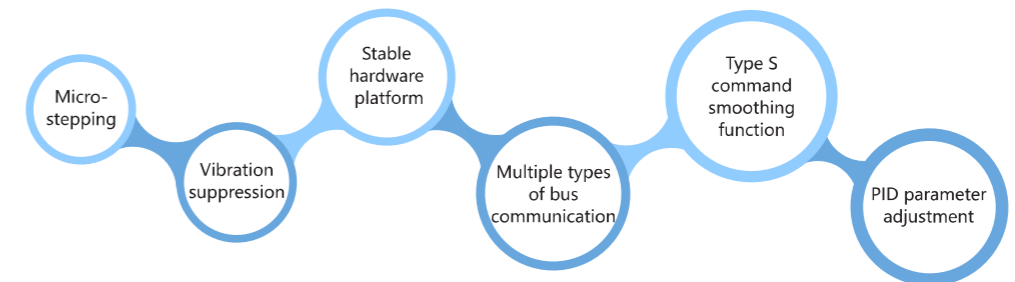 Micro-
stepping
Vibration
suppression
Stable
hardware
platform
Multiple types
of bus
communication
Type S
command
smoothing
function
PID parameter
adjustment